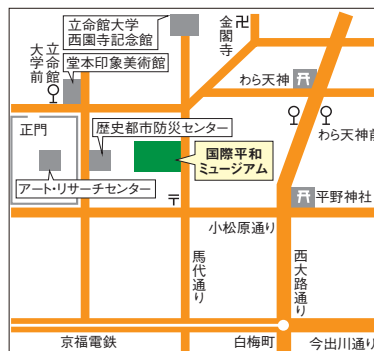 立命館大学
西園寺記念館
金閣寺
立命館
大学前
堂本印象美術館
わら天神
正門
歴史都市防災センター
わら天神前
国際平和
ミュージアム
アート・リサーチセンター
平野神社
小松原通り
馬代通り
西大路通り
京福電鉄
白梅町
今出川通り